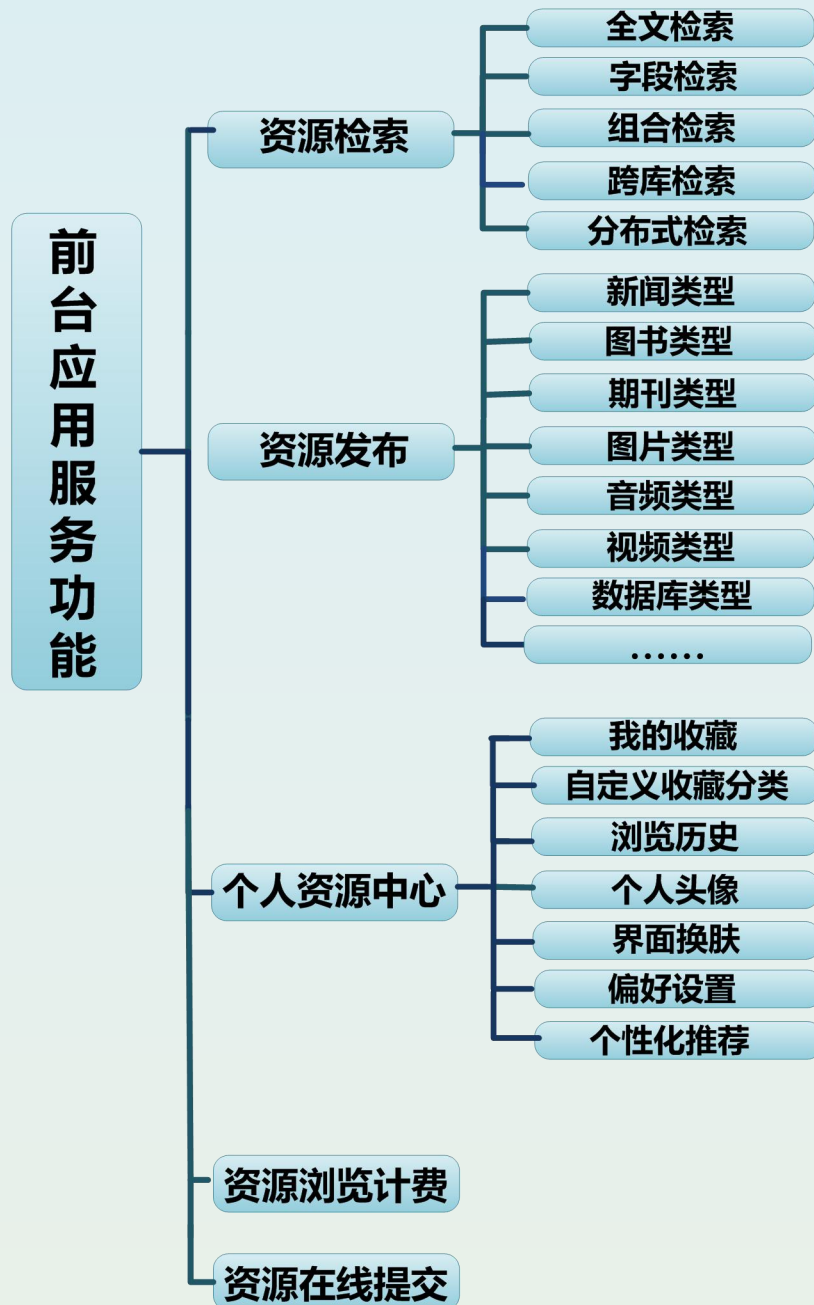 前台应用服务功能
资源检索
全文检索
字段检索
组合检索
跨库检索
分布式检索
资源发布
新闻类型
图书类型
期刊类型
图片类型
音频类型
视频类型
数据库类型
……
个人资源中心
我的收藏
自定义收藏分类
浏览历史
个人头像
界面换肤
偏好设置
个性化推荐
资源浏览计费
资源在线提交